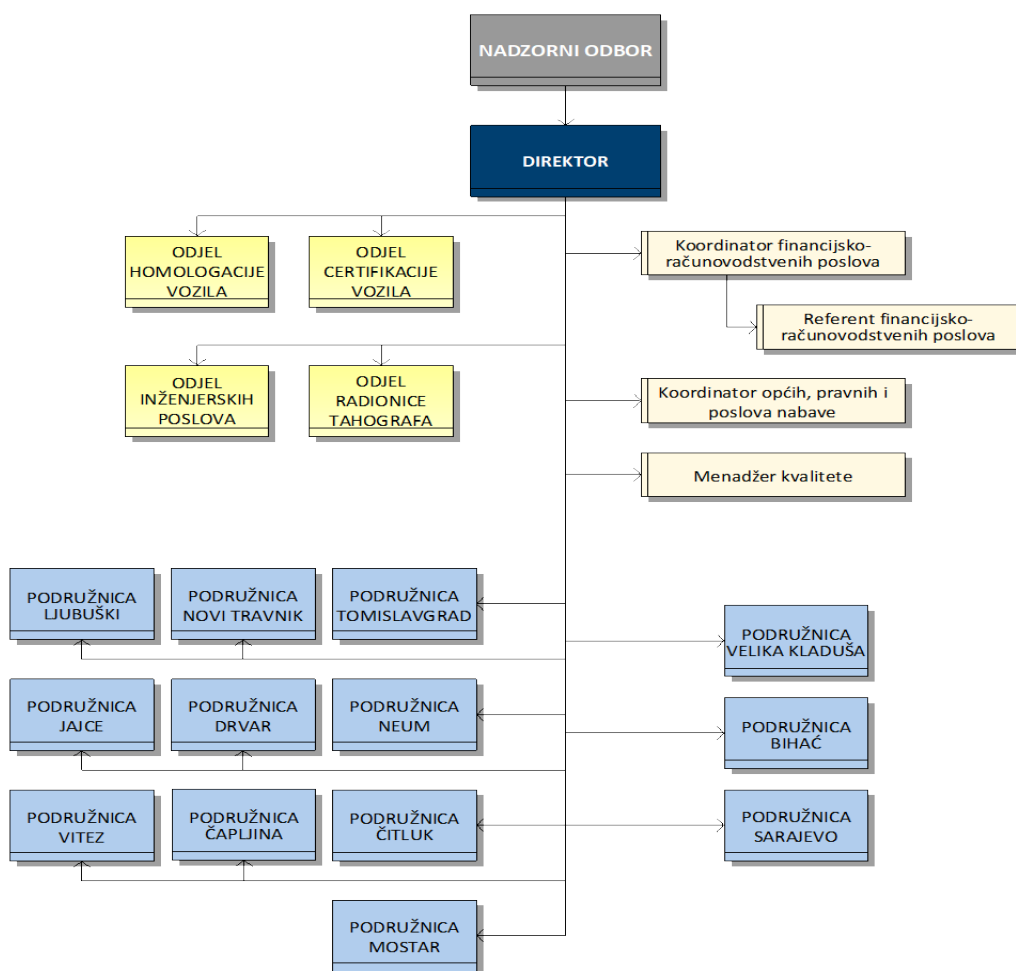 NADZORNI ODBOR
DIREKTOR
ODJEL
HOMOLOGACIJE
VOZILA
ODJEL
CERTIFIKACIJE
VOZILA
Koordinator financijsko-
računovodstvenih poslova
Referent financijsko-
računovodstvenih poslova
ODJEL
INŽENJERSKIH
POSLOVA
ODJEL
RADIONICE
TAHOGRAFA
Koordinator općih, pravnih i
poslova nabave
Menadžer kvalitete
PODRUŽNICA
LJUBUŠKI
PODRUŽNICA
NOVI TRAVNIK
PODRUŽNICA
TOMISLAVGRAD
PODRUŽNICA
VELIKA KLADUŠA
PODRUŽNICA
JAJCE
PODRUŽNICA
DRVAR
PODRUŽNICA
NEUM
PODRUŽNICA
BIHAĆ
PODRUŽNICA
VITEZ
PODRUŽNICA
ČAPLJINA
PODRUŽNICA
ČITLUK
PODRUŽNICA
SARAJEVO
PODRUŽNICA
MOSTAR